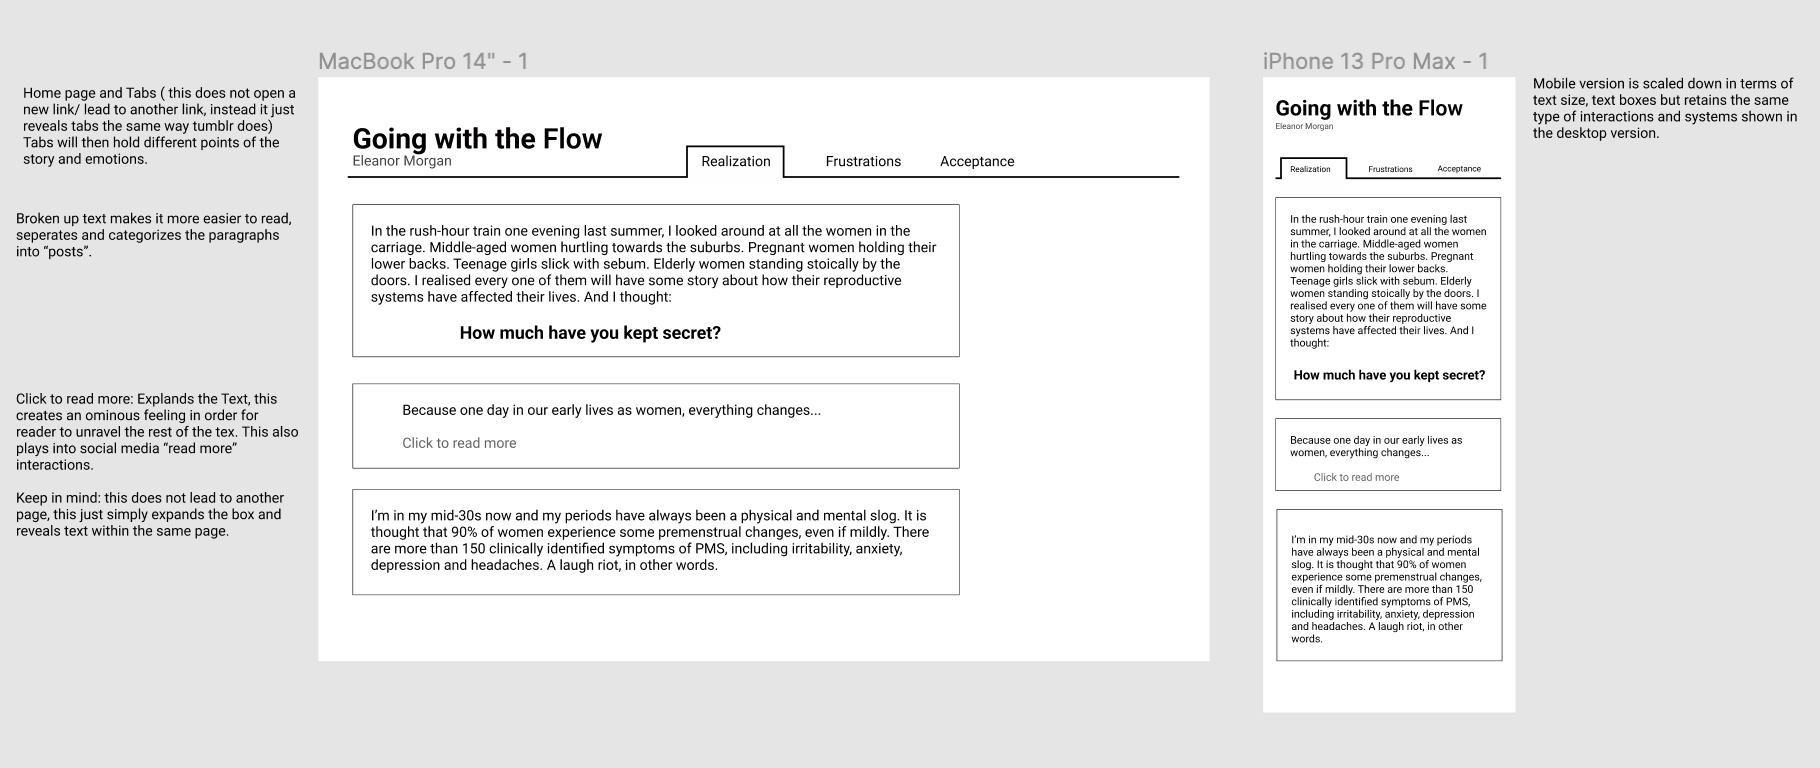 MacBook Pro 14" - 1
iPhone 13 Pro Max - 1
Home page and Tabs ( this does not open a
new link/ lead to another link, instead it just
reveals tabs the same way tumblr does)
Tabs will then hold different points of the
story and emotions.
Broken up text makes it more easier to read,
seperates and categorizes the paragraphs
into “posts”.
Click to read more: Explands the Text, this
creates an ominous feeling in order for
reader to unravel the rest of the tex. This also
plays into social media “read more”
interactions.
Keep in mind: this does not lead to another
page, this just simply expands the box and
reveals text within the same page.
Going with the Flow
Eleanor Morgan
Realization
Frustrations
Acceptance
In the rush-hour train one evening last summer, I looked around at all the women in the
carriage. Middle-aged women hurtling towards the suburbs. Pregnant women holding their
lower backs. Teenage girls slick with sebum. Elderly women standing stoically by the
doors. I realised every one of them will have some story about how their reproductive
systems have affected their lives. And I thought:
How much have you kept secret?
Because one day in our early lives as women, everything changes...
Click to read more
I’m in my mid-30s now and my periods have always been a physical and mental slog. It is
thought that 90% of women experience some premenstrual changes, even if mildly. There
are more than 150 clinically identified symptoms of PMS, including irritability, anxiety,
depression and headaches. A laugh riot, in other words.
Going with the Flow
Eleanor Morgan
Realization
Frustrations
Acceptance
In the rush-hour train one evening last
summer, I looked around at all the women
in the carriage. Middle-aged women
hurtling towards the suburbs. Pregnant
women holding their lower backs.
Teenage girls slick with sebum. Elderly
women standing stoically by the doors. I
realised every one of them will have some
story about how their reproductive
systems have affected their lives. And I
thought:
How much have you kept secret?
Because one day in our early lives as
women, everything changes...
Click to read more
I’m in my mid-30s now and my periods
have always been a physical and mental
slog. It is thought that 90% of women
experience some premenstrual changes,
even if mildly. There are more than 150
clinically identified symptoms of PMS,
including irritability, anxiety, depression
and headaches. A laugh riot, in other
words.
Mobile version is scaled down in terms of
text size, text boxes but retains the same
type of interactions and systems shown in
the desktop version.